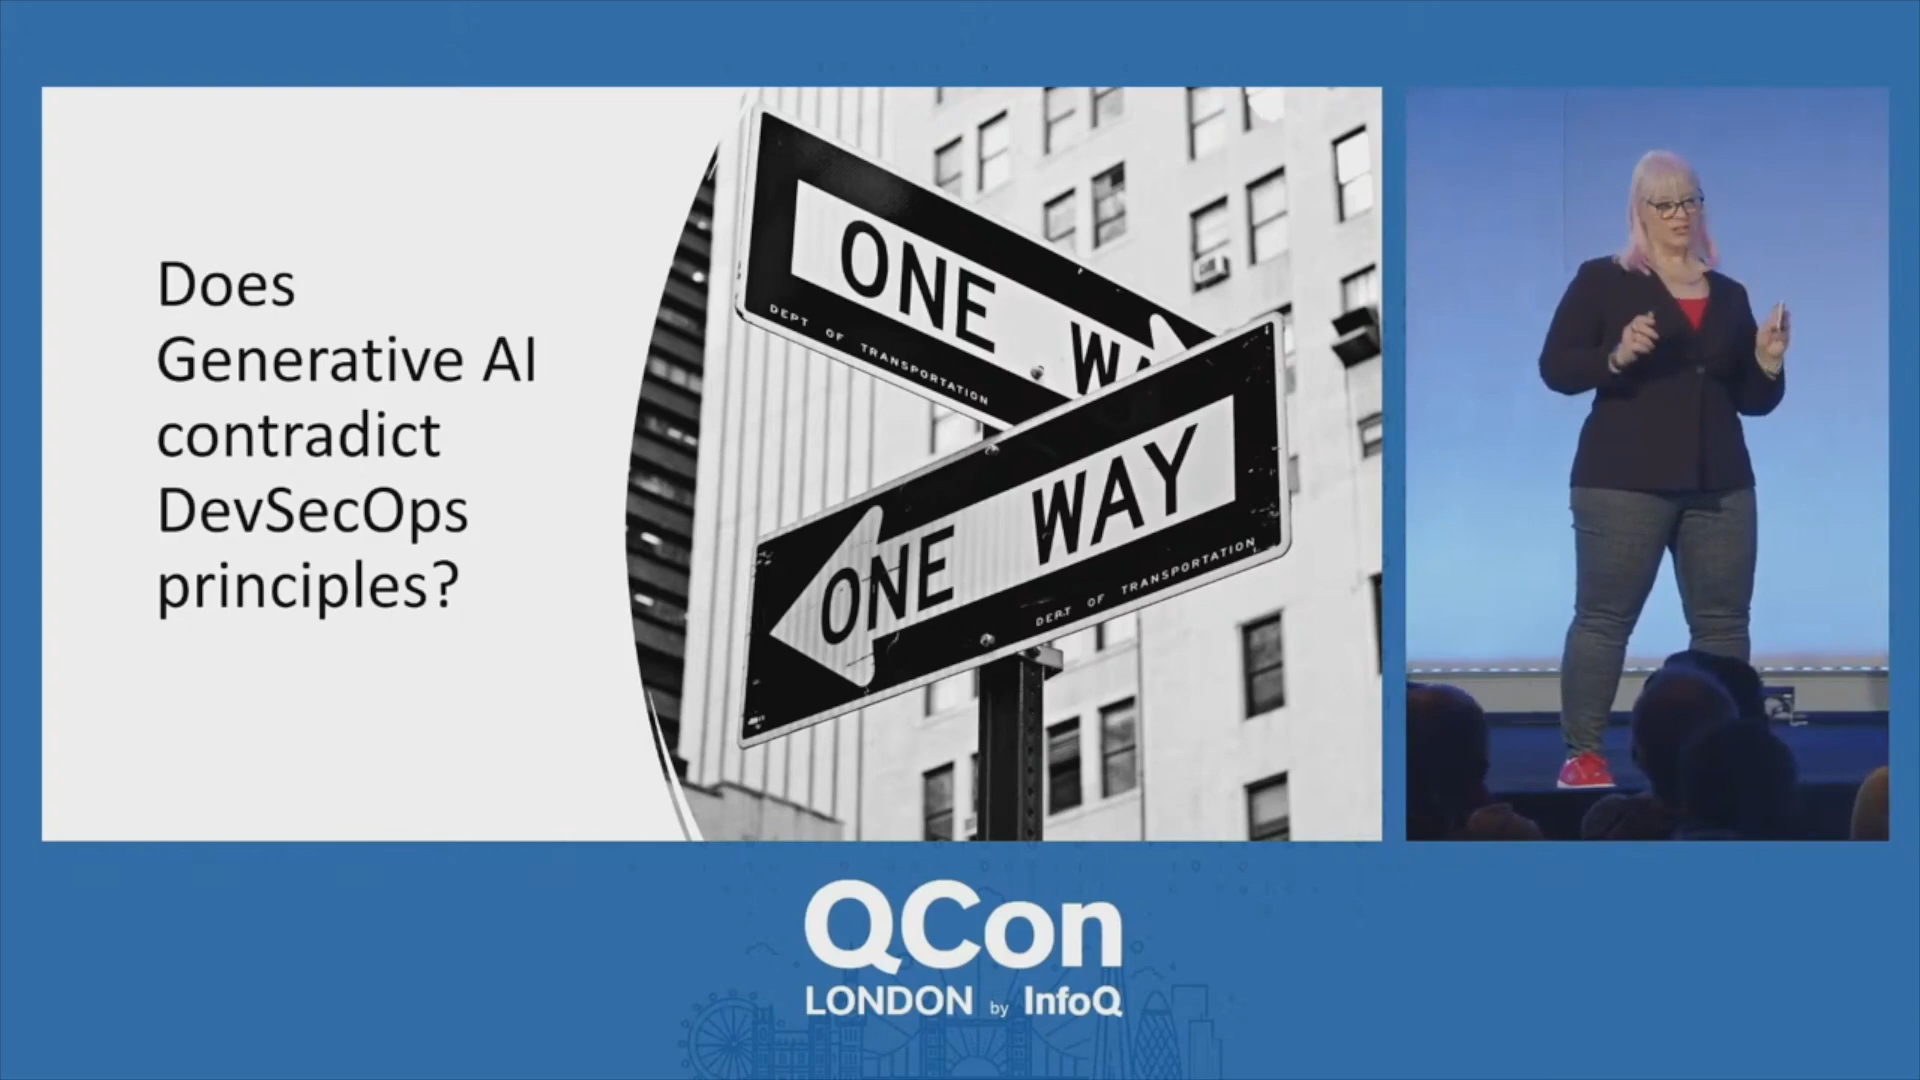 Does
Generative AI
contradict
DevSecOps
principles?
ONE WA
DEPT OF TRANSPORTATION
ONE WAY
DEPT OF TRANSPORTATION
QCon
LONDON by InfoQ